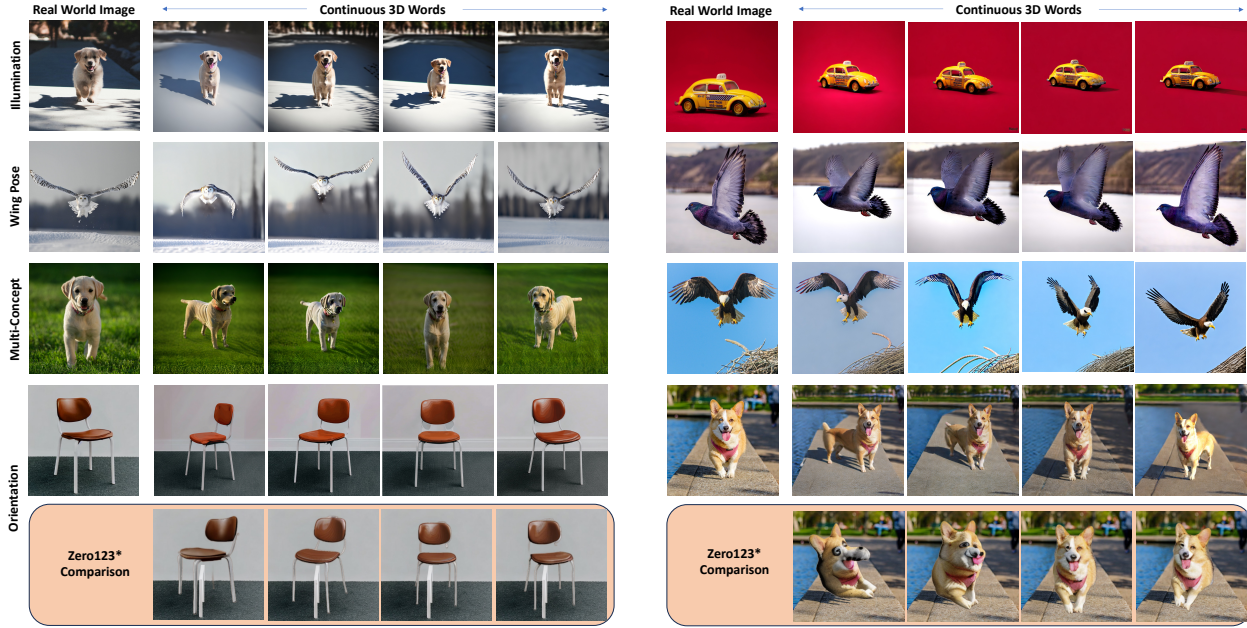 Real World Image
Continuous 3D Words
Real World Image
Continuous 3D Words
Illumination
Wing Pose
Multi-Concept
Orientation
Zero123*
Comparison
Zero123*
Comparison